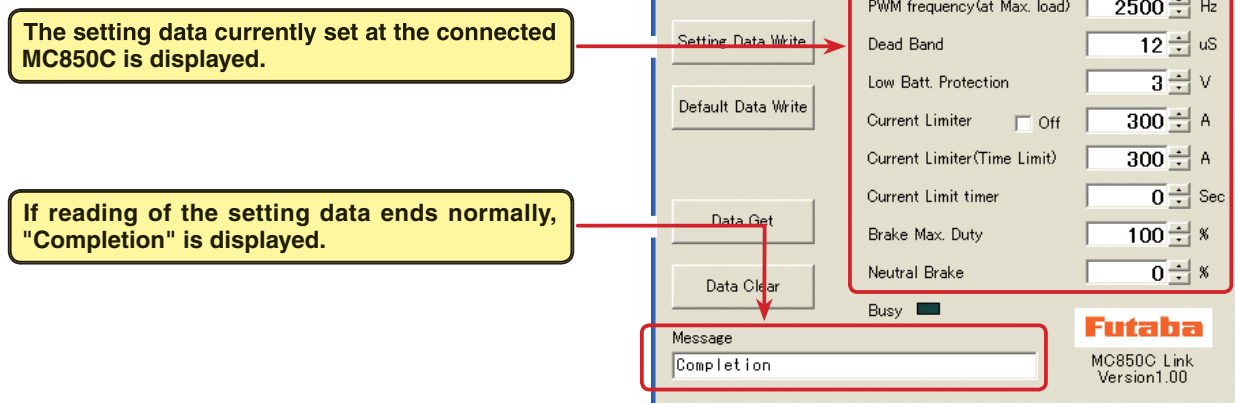 The setting data currently set at the connected
MC850C is displayed.
If reading of the setting data ends normally,
"Completion" is displayed.
Setting Data Write
Default Data Write
Data Get
Data Clear
PWM frequency(at Max. load) 2500 Hz
Dead Band 12 uS
Low Batt. Protection 3 V
Current Limiter Off 300 A
Current Limiter(Time Limit) 300 A
Current Limit timer 0 Sec
Brake Max. Duty 100 %
Neutral Brake 0 %
Busy
Message
Completion
Futaba
MC850C Link
Version1.00